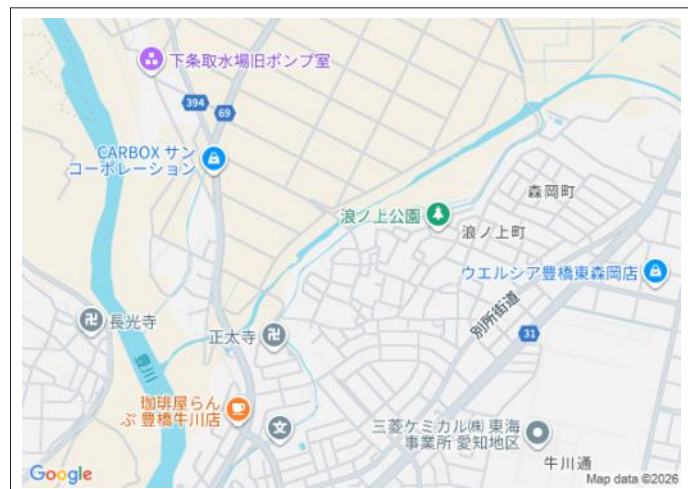 下条取水場旧ポンプ室
394
69
CARBOX サン
コーポレーション
森岡町
浪ノ上公園
浪ノ上町
ウエルシア豊橋東森岡店
別所街道
31
長光寺
正太寺
豊川
珈琲屋らん
ぷ 豊橋牛川店
文
三菱ケミカル㈱ 東海
事業所 愛知地区
牛川通
Google
Map data ©2026